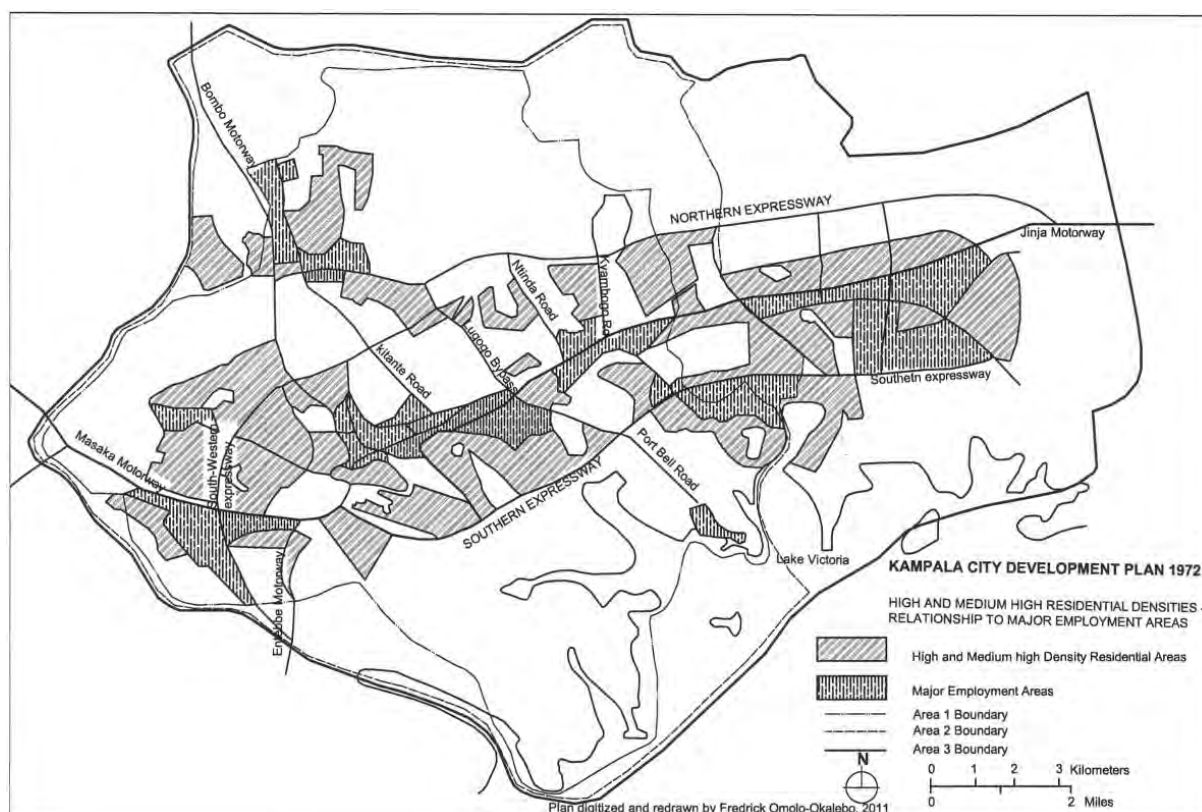 Bombo Motorway
NORTHERN EXPRESSWAY
Jinja Motorway
Ntinda Road
Kyambogo Ro
Lugogo Bypass
kitante Road
Southetn expressway
Masaka Motorway
South-Western
expressway
Port Bell Road
SOUTHERN EXPRESSWAY
Lake Victoria
Entebbe Motorway
KAMPALA CITY DEVELOPMENT PLAN 1972
HIGH AND MEDIUM HIGH RESIDENTIAL DENSITIES -
RELATIONSHIP TO MAJOR EMPLOYMENT AREAS
High and Medium high Density Residential Areas
Major Employment Areas
Area 1 Boundary
Area 2 Boundary
Area 3 Boundary
N
0 1 2 3 Kilometers
0 2 Miles
Plan digitized and redrawn by Fredrick Omolo-Okalebo, 2011